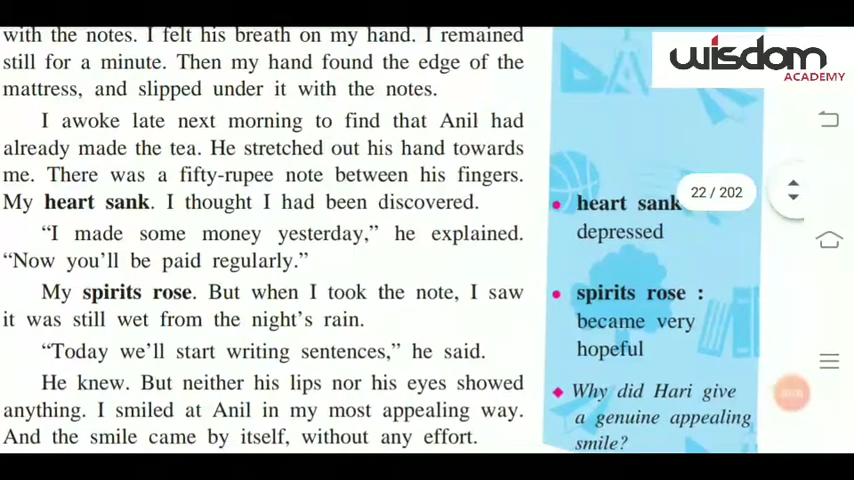 with the notes. I felt his breath on my hand. I remained
still for a minute. Then my hand found the edge of the
mattress, and slipped under it with the notes.
I awoke late next morning to find that Anil had
already made the tea. He stretched out his hand towards
me. There was a fifty-rupee note between his fingers.
My heart sank. I thought I had been discovered.
“I made some money yesterday,” he explained.
“Now you’ll be paid regularly.”
My spirits rose. But when I took the note, I saw
it was still wet from the night’s rain.
“Today we’ll start writing sentences,” he said.
He knew. But neither his lips nor his eyes showed
anything. I smiled at Anil in my most appealing way.
And the smile came by itself, without any effort.
wisdom
ACADEMY
22 / 202
• heart sank
depressed
• spirits rose :
became very
hopeful
◆ Why did Hari give
a genuine appealing
smile?